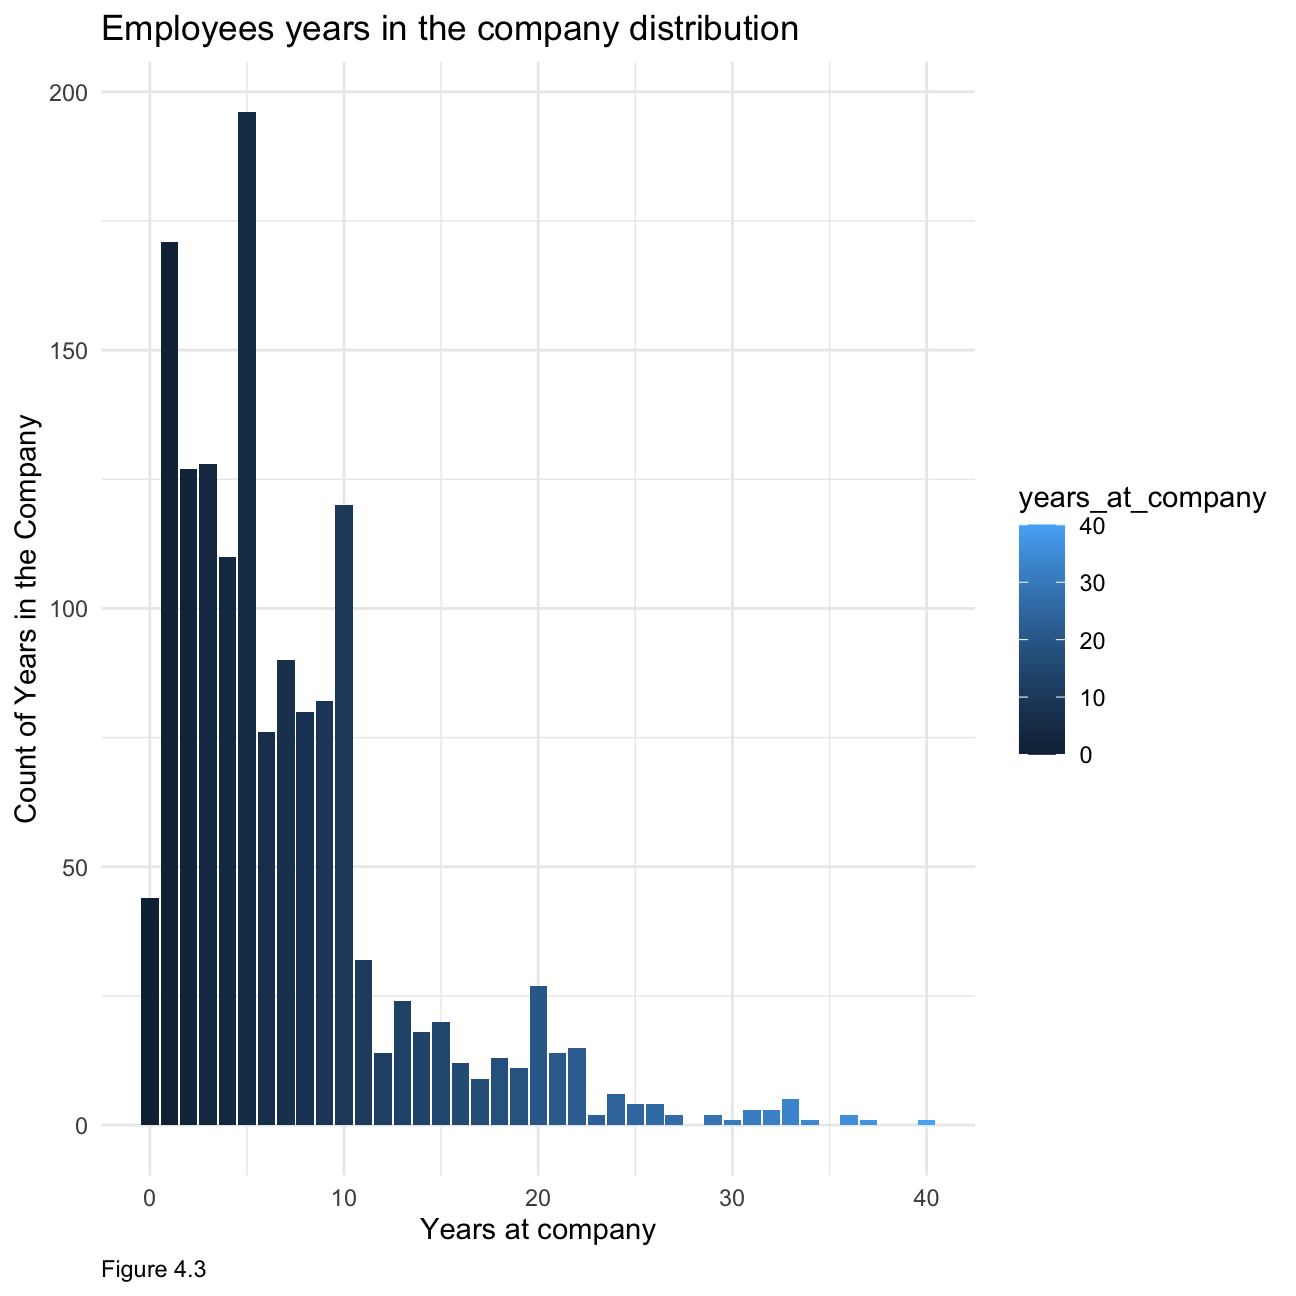 Employees years in the company distribution
Count of Years in the Company
200
150
100
50
0
0 10 20 30 40
Years at company
years_at_company
40
30
20
10
0
Figure 4.3